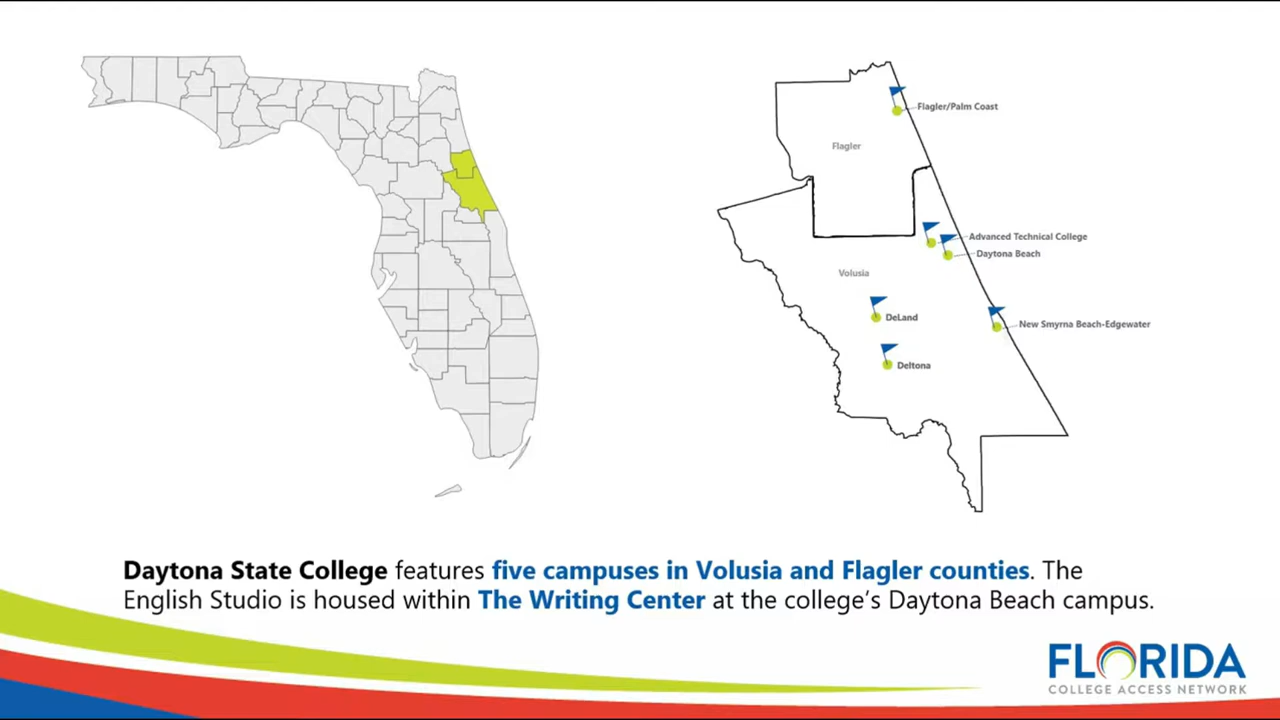 Flagler/Palm Coast
Flagler
Advanced Technical College
Daytona Beach
Volusia
DeLand
New Smyrna Beach-Edgewater
Deltona
Daytona State College features five campuses in Volusia and Flagler counties. The
English Studio is housed within The Writing Center at the college’s Daytona Beach campus.
FLORIDA
COLLEGE ACCESS NETWORK